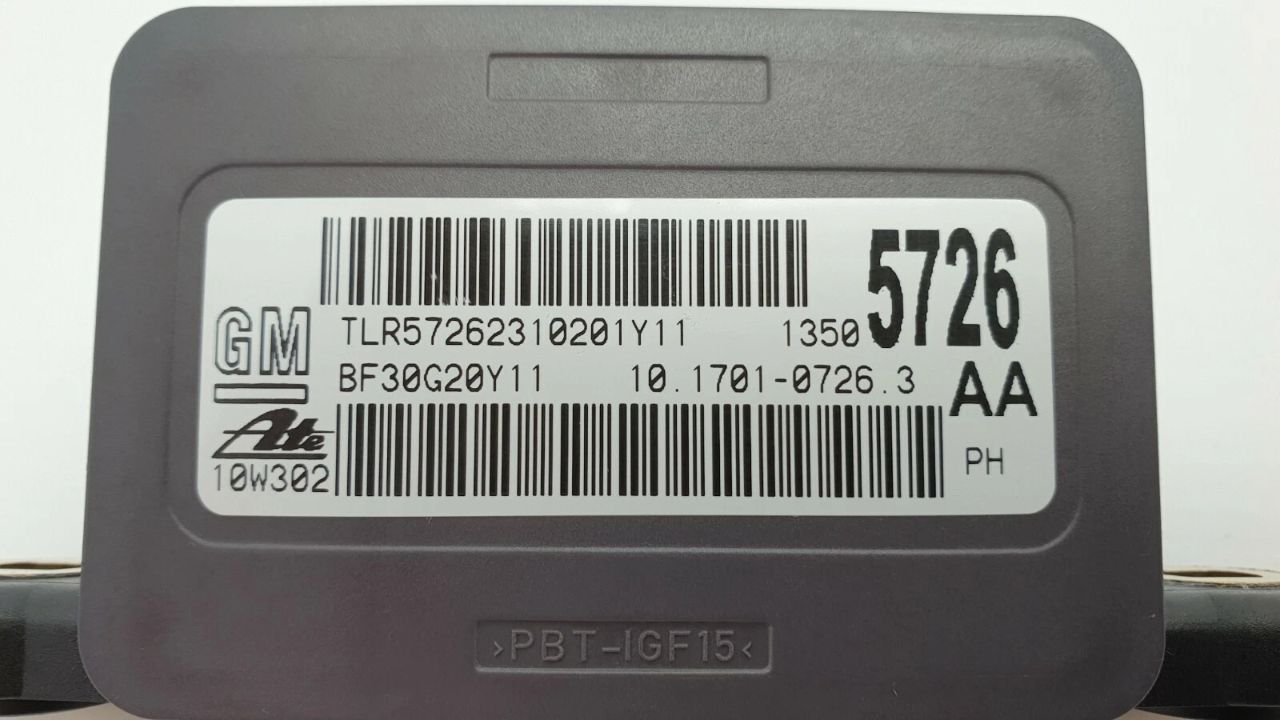 5726
TLR57262310201Y11 1350
GM
BF30G20Y11 10.1701-0726.3
AA
Ate
10W302
PH
>PBT-IGF15<